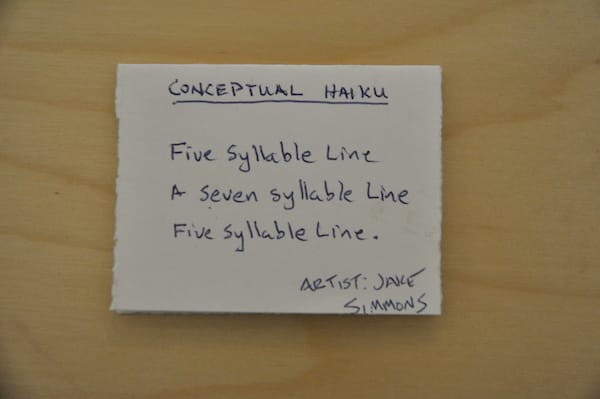 CONCEPTUAL HAIKU
Five Syllable Line
A Seven Syllable Line
Five Syllable Line.
ARTIST: JAKE
SIMMONS